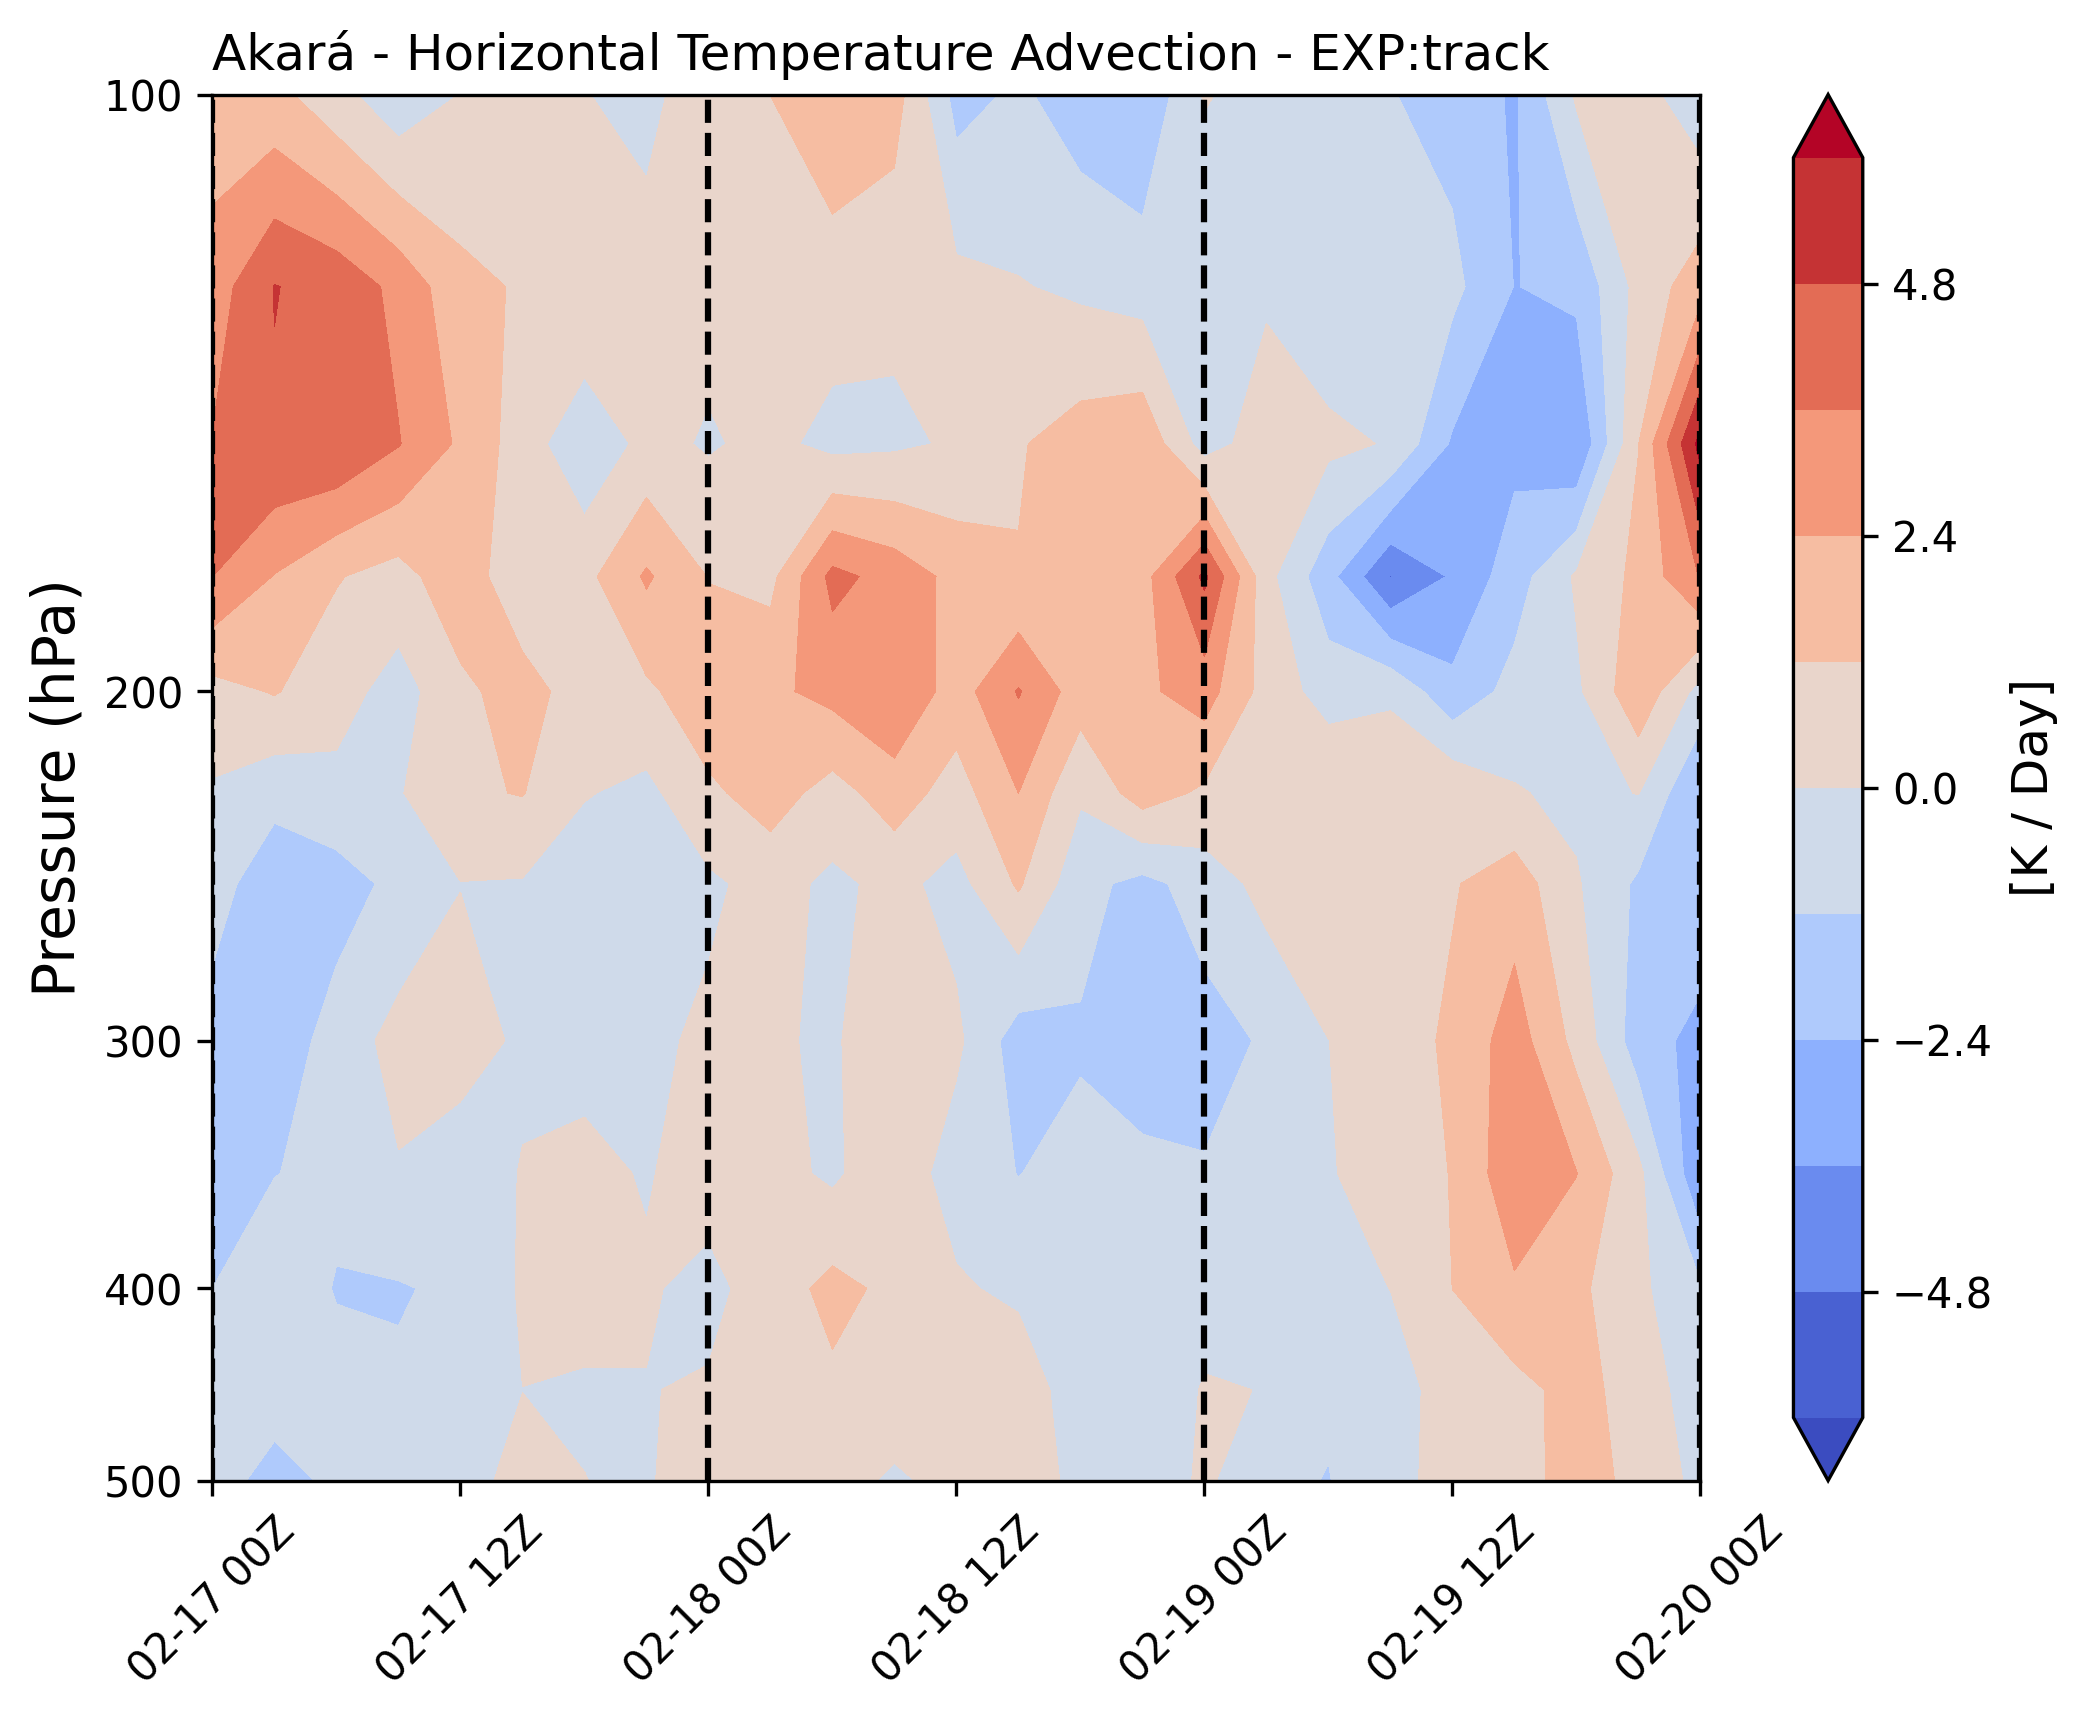 Akará - Horizontal Temperature Advection - EXP:track
100
200
300
400
500
Pressure (hPa)
02-17 00Z
02-17 12Z
02-18 00Z
02-18 12Z
02-19 00Z
02-19 12Z
02-20 00Z
4.8
2.4
0.0
−2.4
−4.8
[K / Day]